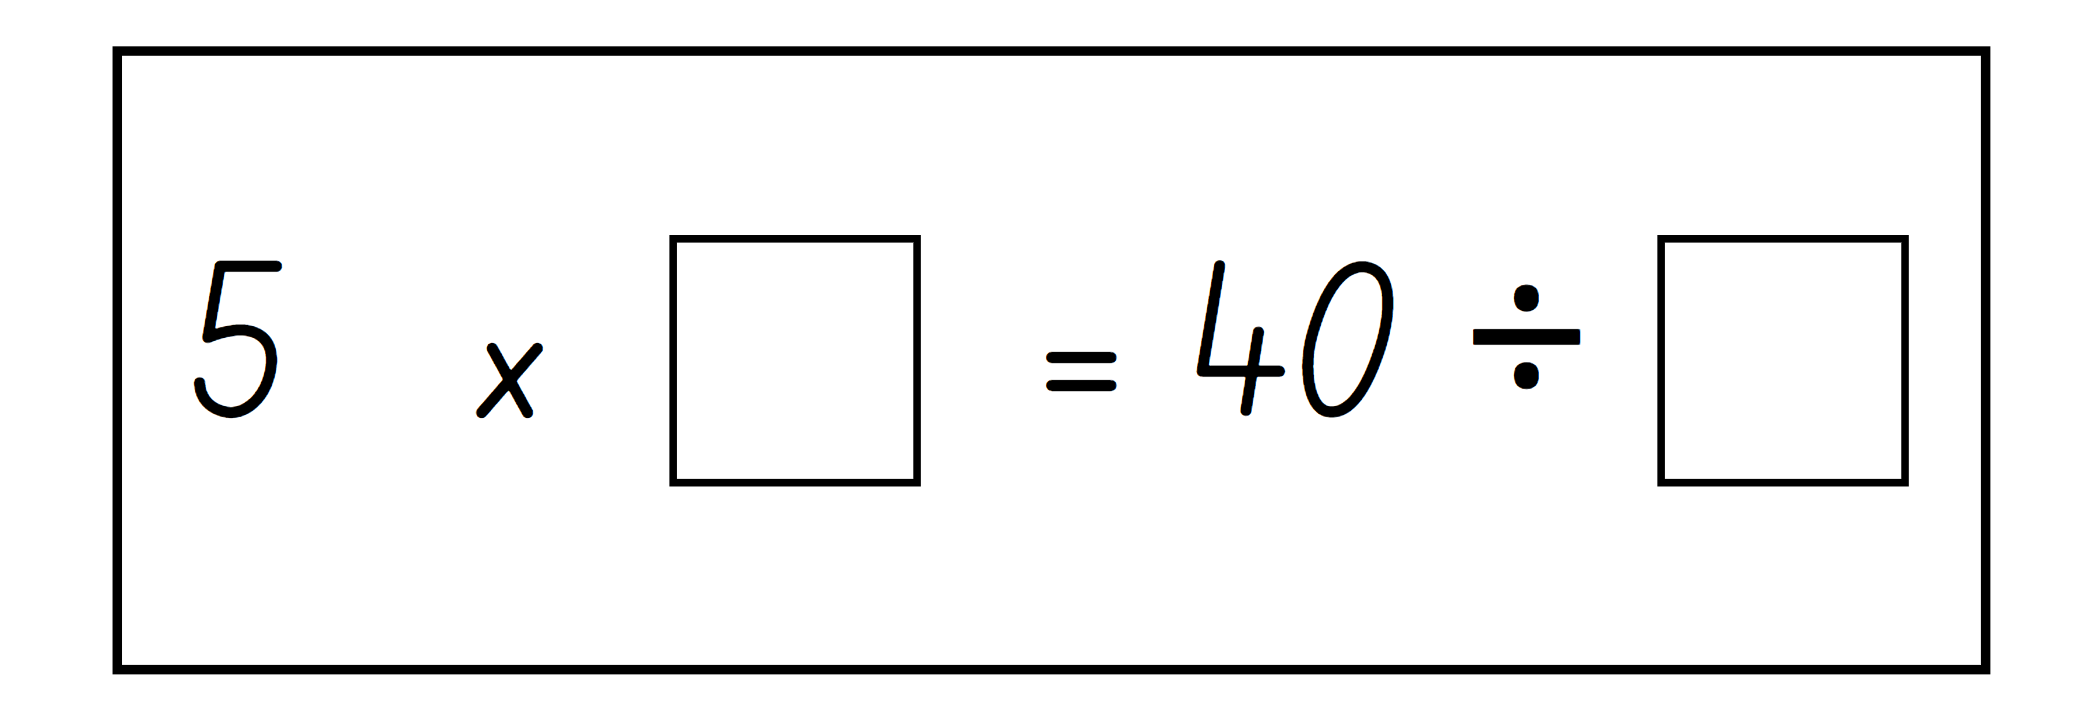 5 x □ = 40 ÷ □